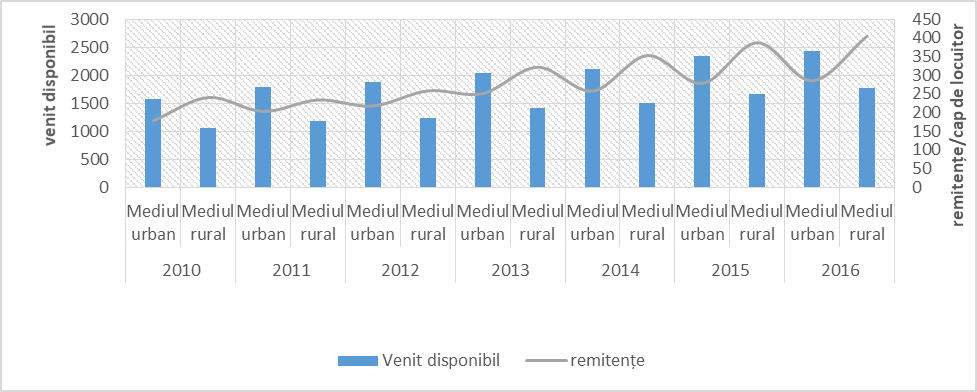 venit disponibil
3000
2500
2000
1500
1000
500
0
450
400
350
300
250
200
150
100
50
0
remitențe/cap de locuitor
Mediul urban
Mediul rural
Mediul urban
Mediul rural
Mediul urban
Mediul rural
Mediul urban
Mediul rural
Mediul urban
Mediul rural
Mediul urban
Mediul rural
Mediul urban
Mediul rural
2010
2011
2012
2013
2014
2015
2016
Venit disponibil
remitențe